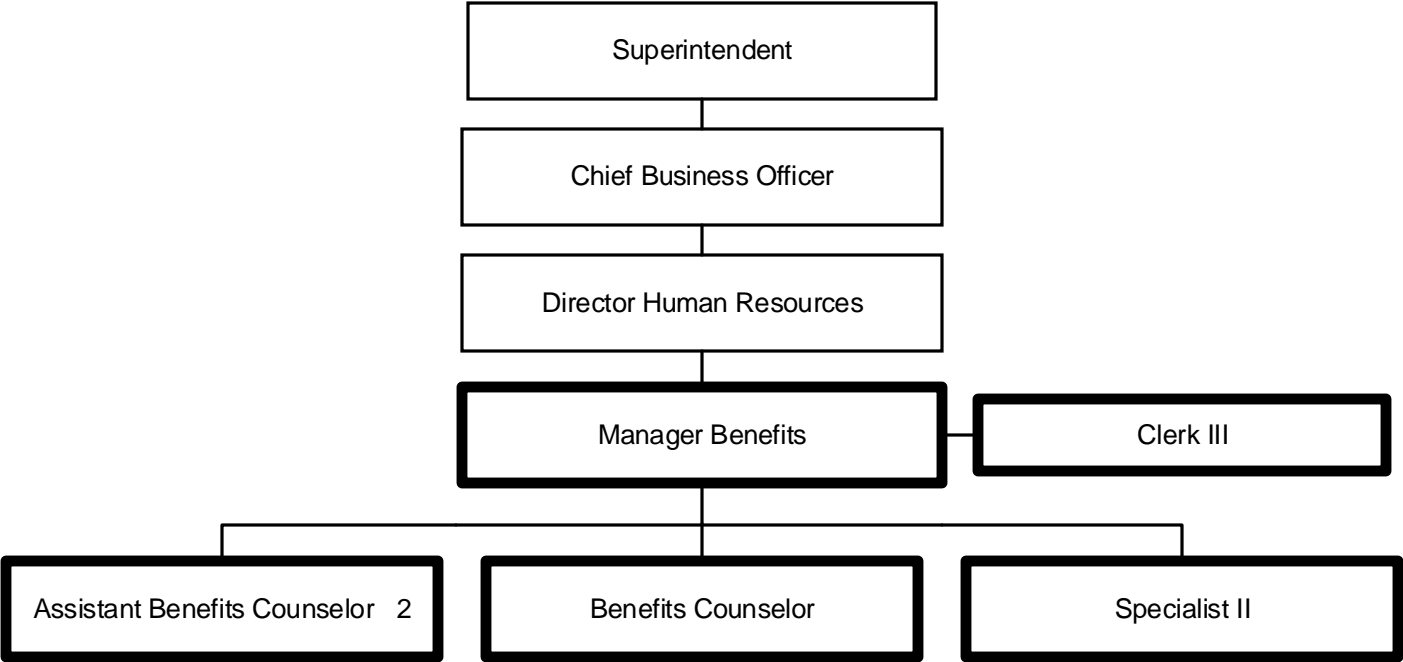 Superintendent
Chief Business Officer
Director Human Resources
Manager Benefits
Clerk III
Assistant Benefits Counselor 2
Benefits Counselor
Specialist II